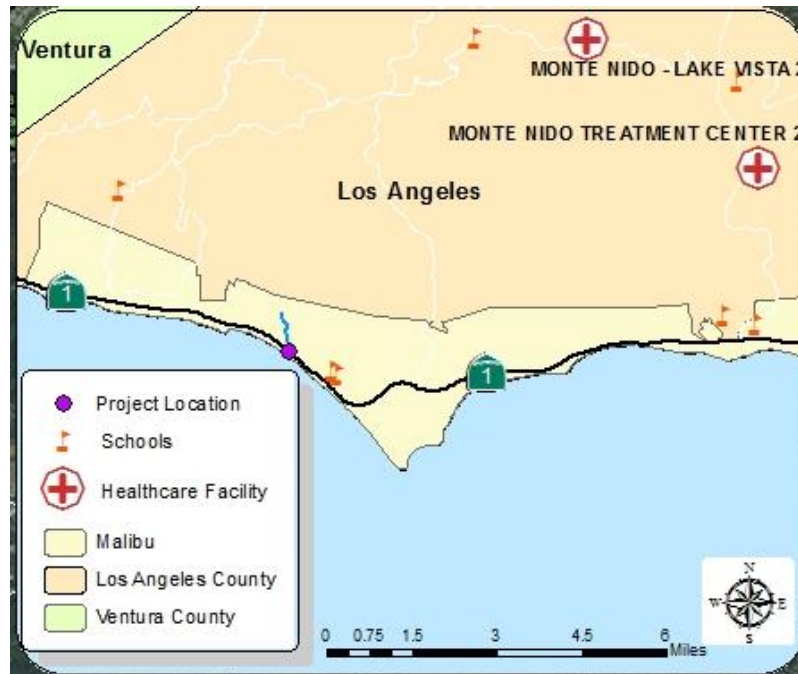 Ventura
MONTE NIDO - LAKE VISTA 2
MONTE NIDO TREATMENT CENTER 2
Los Angeles
1
1
Project Location
Schools
Healthcare Facility
Malibu
Los Angeles County
Ventura County
0 0.75 1.5 3 4.5 6
Miles
N
W E
S